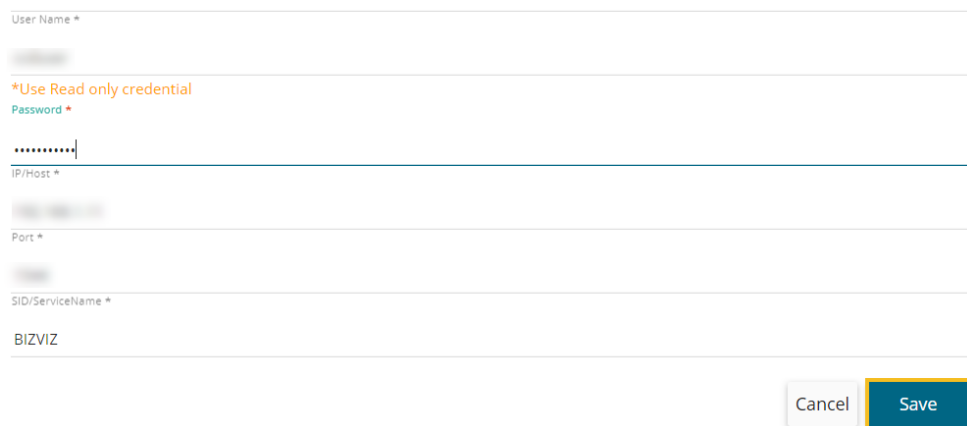 User Name *
*Use Read only credential
Password *
•••••••••••
IP/Host *
Port *
SID/ServiceName *
BIZVIZ
Cancel
Save